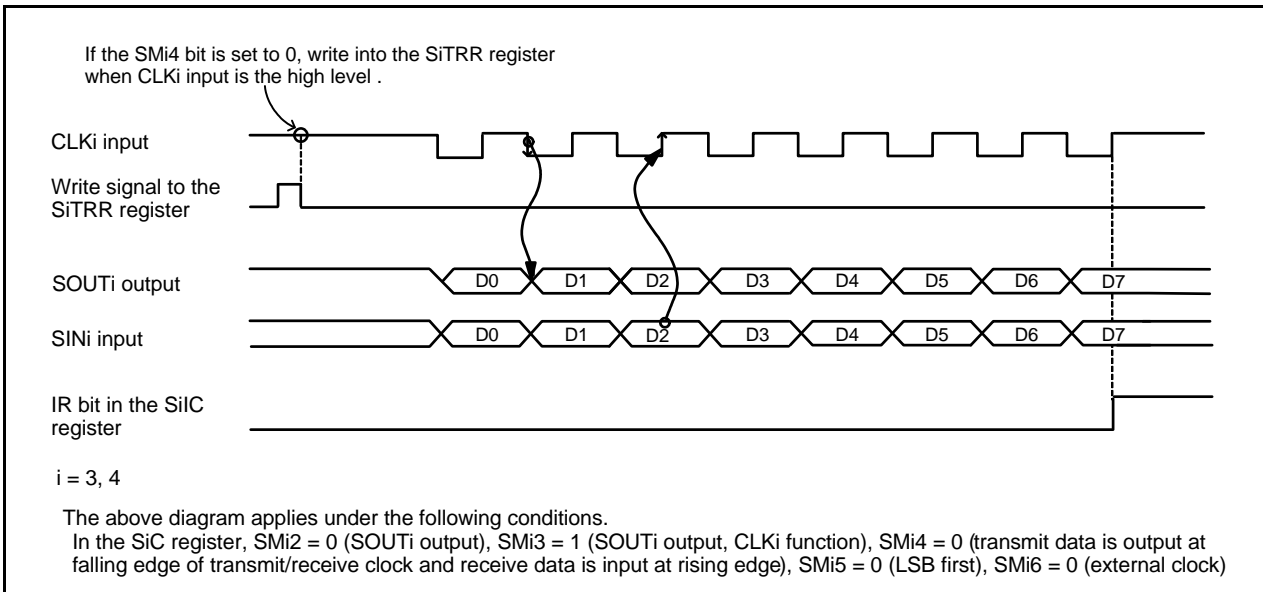 If the SMi4 bit is set to 0, write into the SiTRR register
when CLKi input is the high level .
CLKi input
Write signal to the
SiTRR register
SOUTi output
D0 D1 D2 D3 D4 D5 D6 D7
SINi input
D0 D1 D2 D3 D4 D5 D6 D7
IR bit in the SiIC
register
i = 3, 4
The above diagram applies under the following conditions.
In the SiC register, SMi2 = 0 (SOUTi output), SMi3 = 1 (SOUTi output, CLKi function), SMi4 = 0 (transmit data is output at
falling edge of transmit/receive clock and receive data is input at rising edge), SMi5 = 0 (LSB first), SMi6 = 0 (external clock)